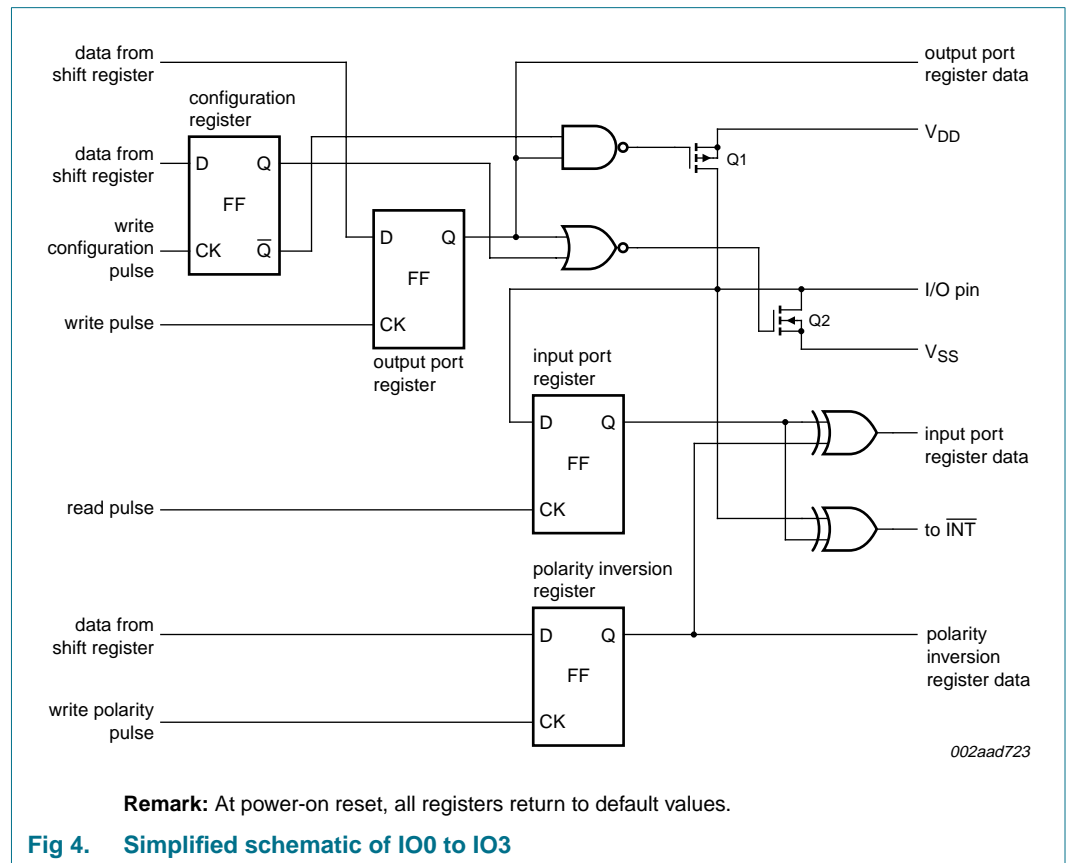 data from
shift register
output port
register data
configuration
register
V_DD
Q1
data from
shift register
D
Q
FF
write
configuration
pulse
CK
Q̅
D
Q
FF
I/O pin
Q2
write pulse
CK
V_SS
output port
register
input port
register
D
Q
input port
register data
FF
read pulse
CK
to I̅N̅T̅
polarity inversion
register
data from
shift register
D
Q
polarity
inversion
register data
FF
write polarity
pulse
CK
002aad723
Remark: At power-on reset, all registers return to default values.
Fig 4. Simplified schematic of IO0 to IO3